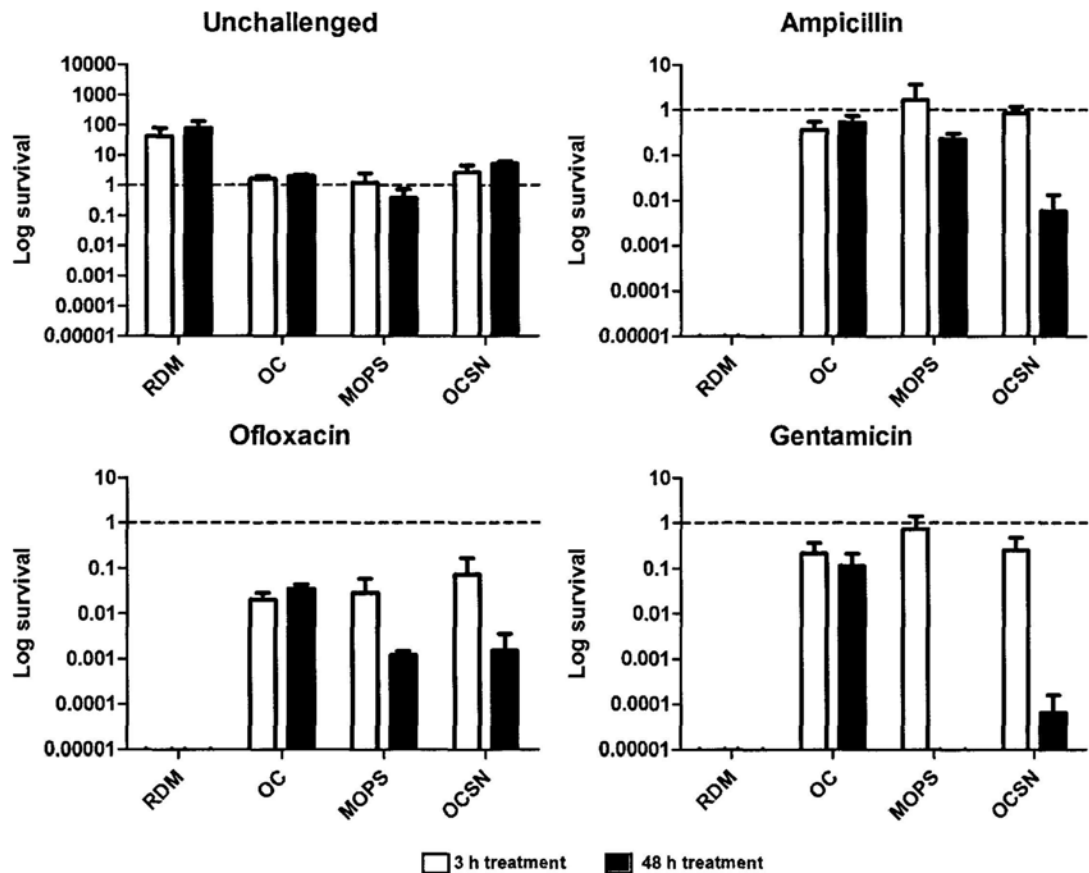 Unchallenged
Log survival
10000
1000
100
10
1
0.1
0.01
0.001
0.0001
0.00001
RDM
OC
MOPS
OCSN
Ampicillin
Log survival
10
1
0.1
0.01
0.001
0.00001
RDM
OC
MOPS
OCSN
Ofloxacin
Log survival
10
1
0.1
0.01
0.001
0.0001
0.00001
RDM
OC
MOPS
OCSN
Gentamicin
Log survival
10
1
0.1
0.01
0.001
0.0001
0.00001
RDM
OC
MOPS
OCSN
3 h treatment 48 h treatment